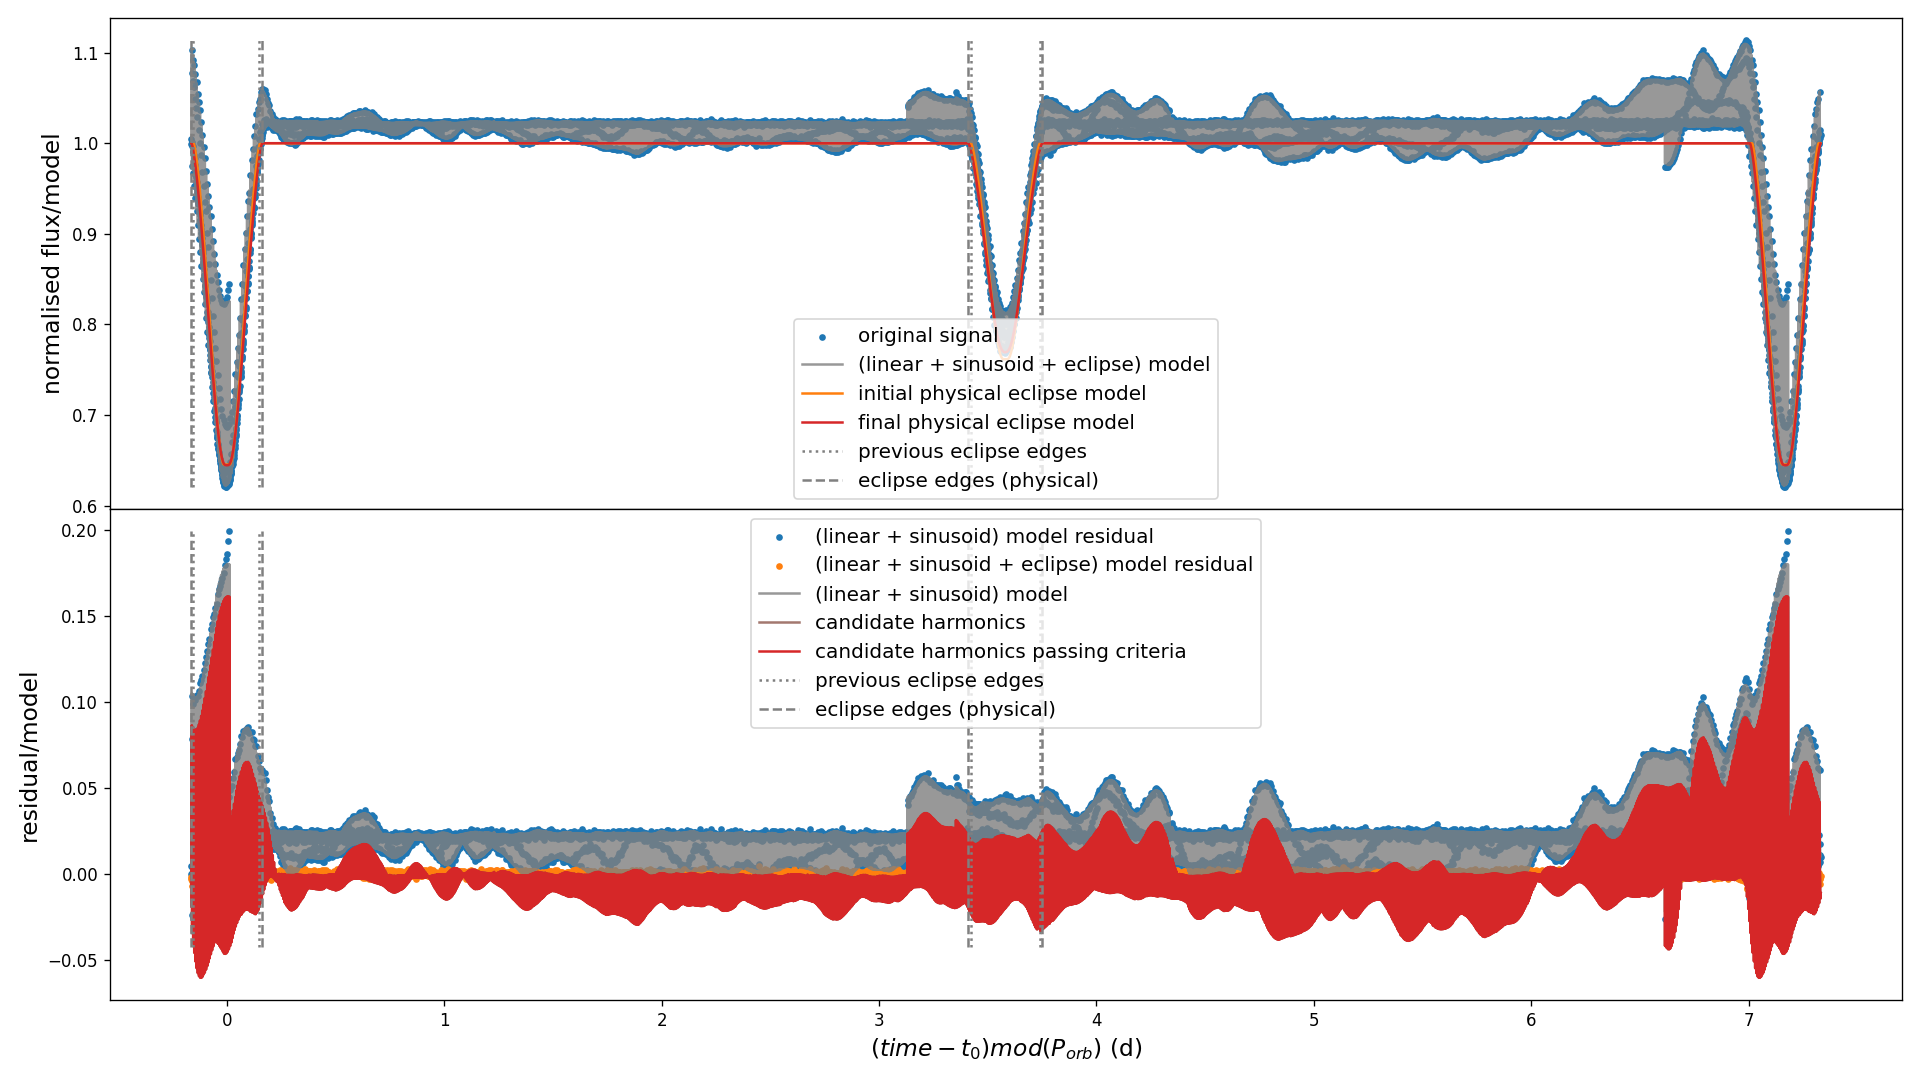 normalised flux/model
1.1
1.0
0.9
0.8
0.7
0.6
original signal
(linear + sinusoid + eclipse) model
initial physical eclipse model
final physical eclipse model
previous eclipse edges
eclipse edges (physical)
residual/model
0.20
0.15
0.10
0.05
0.00
−0.05
(linear + sinusoid) model residual
(linear + sinusoid + eclipse) model residual
(linear + sinusoid) model
candidate harmonics
candidate harmonics passing criteria
previous eclipse edges
eclipse edges (physical)
0 1 2 3 4 5 6 7
(time − t₀)mod(Pₒᵣb) (d)